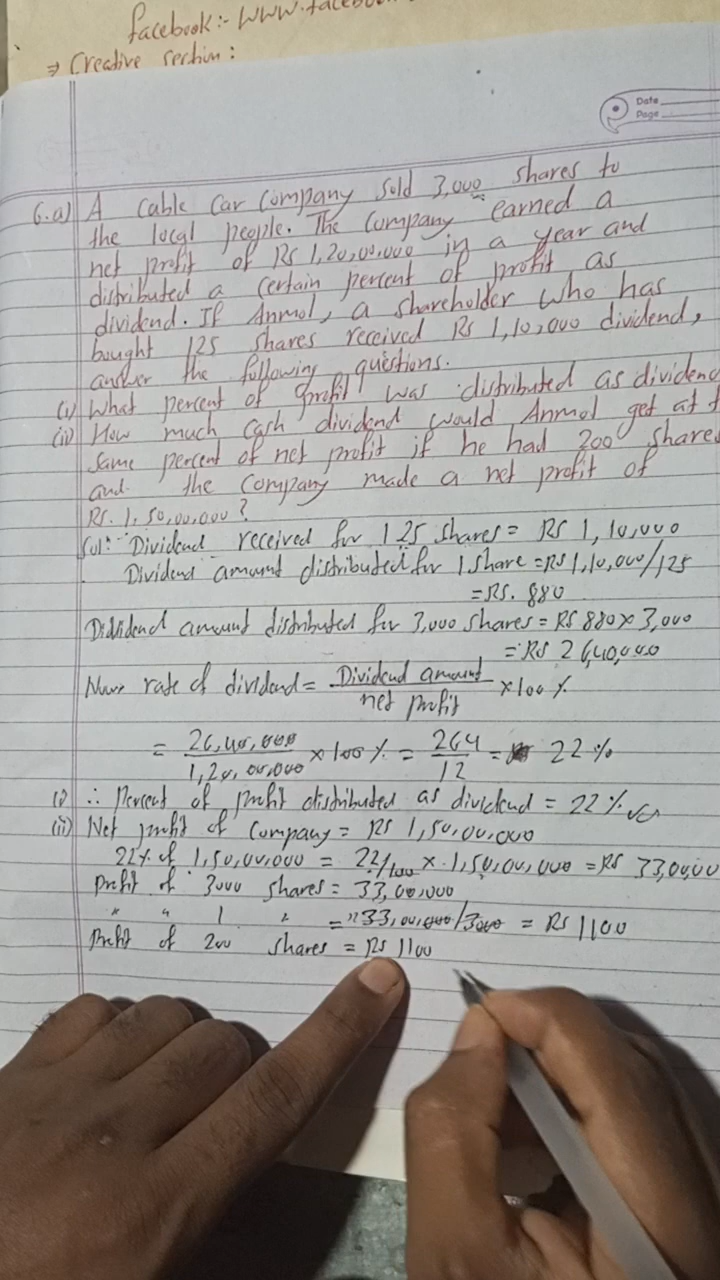 facebook:- www.facebo
⇒ Creative section:
Date
Page
6.a) A cable car company sold 3,000 shares to
the local people. The company earned a
net profit of Rs 1,20,00,000 in a year and
distributed a certain percent of profit as
dividend. If Anmol, a shareholder who has
bought 125 shares received Rs 1,10,000 dividend,
answer the following questions.
(i) What percent of profit was distributed as dividend
(ii) How much cash dividend would Anmol get at t
same percent of net profit if he had 200 share
and the company made a net profit of
Rs. 1,50,00,000?
Sol: Dividend received for 125 shares = Rs 1,10,000
Dividend amount distributed for 1 share = Rs 1,10,000/125
= Rs. 880
Dididend amount distributed for 3,000 shares = Rs 880 × 3,000
= Rs 26,40,000
Now rate of dividend = Dividend amount / net profit × 100 %
= 26,40,000 / 1,20,00,000 × 100 % = 264 / 12 = 22 %
(i) ∴ Percent of profit distributed as dividend = 22 %
(ii) Net profit of Company = Rs 1,50,00,000
22% of 1,50,00,000 = 22/100 × 1,50,00,000 = Rs 33,00,00
Profit of 3000 shares = 33,00,000
" " 1 " = "33,00,000/3000 = Rs 1100
Profit of 200 shares = Rs 1100